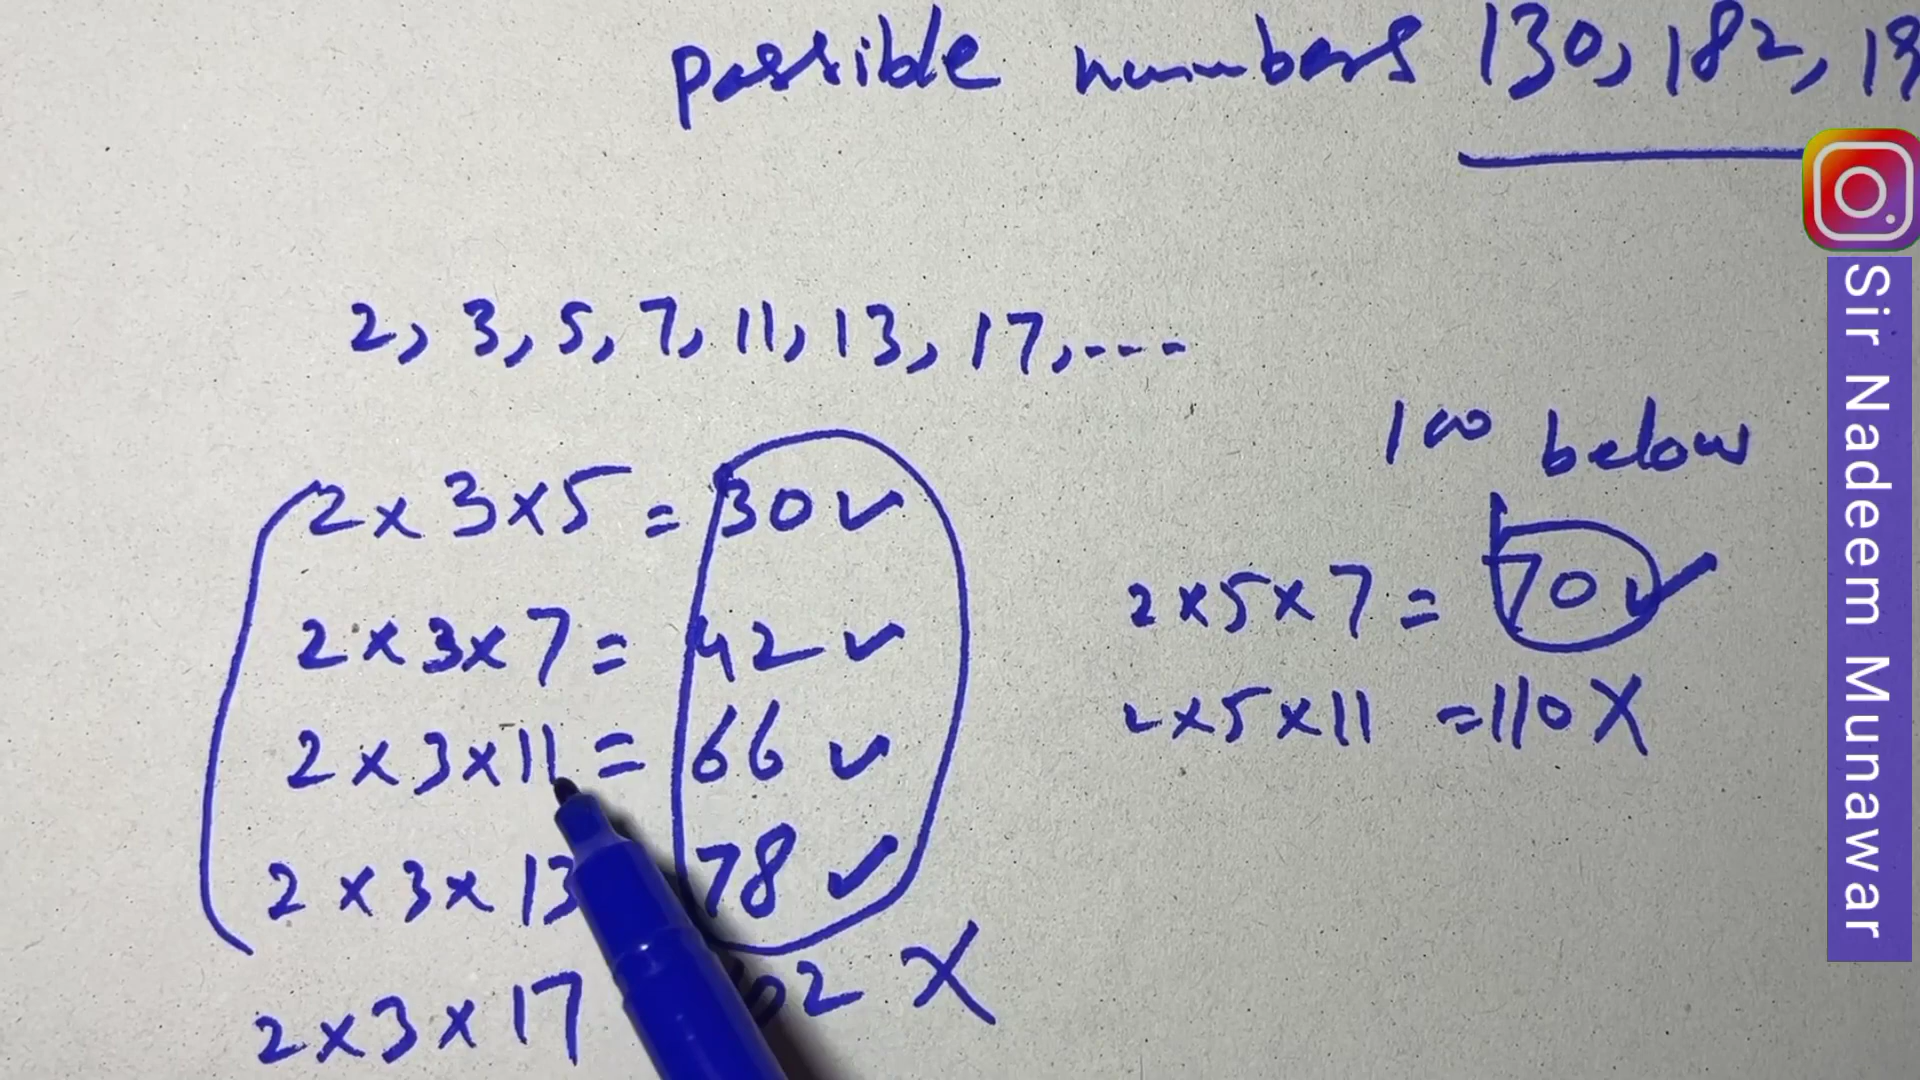 possible numbers 130, 182, 19
2, 3, 5, 7, 11, 13, 17, ---
100 below
2 x 3 x 5 = 30 ✓
2 x 3 x 7 = 42 ✓
2 x 3 x 11 = 66 ✓
2 x 3 x 13 78 ✓
2 x 3 x 17 02 X
2 x 5 x 7 = 70 ✓
2 x 5 x 11 = 110 X
Sir Nadeem Munawar